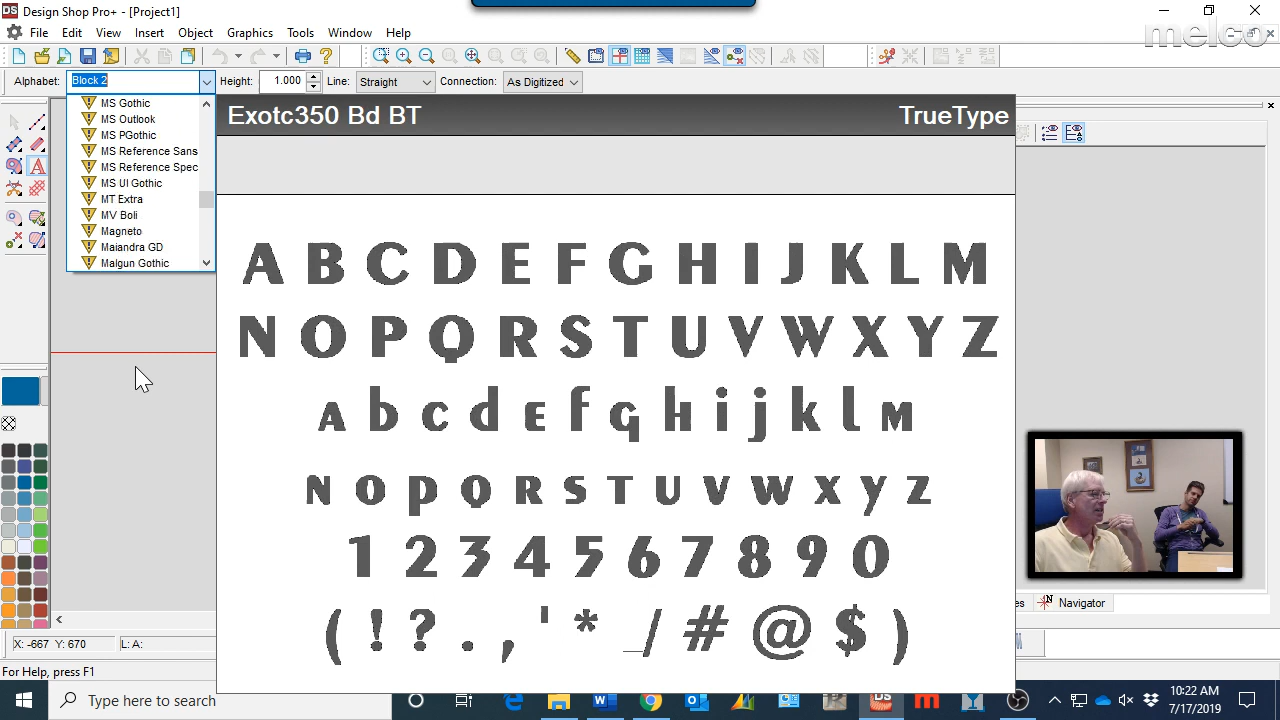 Design Shop Pro+ - [Project1]
File Edit View Insert Object Graphics Tools Window Help
melco
Alphabet: Block 2 Height: 1.000 Line: Straight Connection: As Digitized
MS Gothic
MS Outlook
MS PGothic
MS Reference Sans
MS Reference Spec
MS UI Gothic
MT Extra
MV Boli
Magneto
Maiandra GD
Malgun Gothic
Exotc350 Bd BT TrueType
A B C D E F G H I J K L M
N O P Q R S T U V W X Y Z
a b c d e f g h i j k l m
n o p q r s t u v w x y z
1 2 3 4 5 6 7 8 9 0
( ! ? . , ' * _ / # @ $ )
Navigator
X: -667 Y: 670 L: A:
For Help, press F1
Type here to search
10:22 AM
7/17/2019